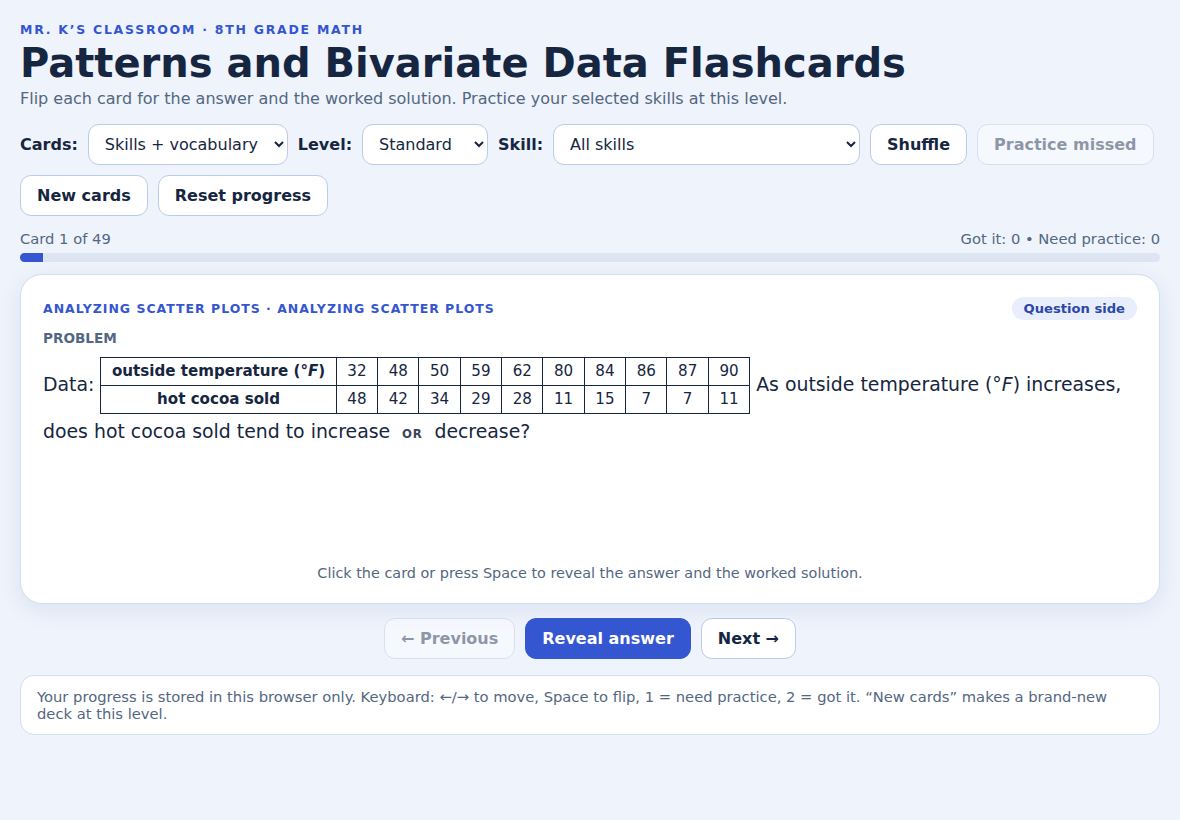 MR. K’S CLASSROOM · 8TH GRADE MATH
Patterns and Bivariate Data Flashcards
Flip each card for the answer and the worked solution. Practice your selected skills at this level.
Cards: Skills + vocabulary Level: Standard Skill: All skills Shuffle Practice missed
New cards Reset progress
Card 1 of 49 Got it: 0 • Need practice: 0
ANALYZING SCATTER PLOTS · ANALYZING SCATTER PLOTS Question side
PROBLEM
outside temperature (°F) 32 48 50 59 62 80 84 86 87 90
Data: As outside temperature (°F) increases,
hot cocoa sold 48 42 34 29 28 11 15 7 7 11
does hot cocoa sold tend to increase OR decrease?
Click the card or press Space to reveal the answer and the worked solution.
← Previous Reveal answer Next →
Your progress is stored in this browser only. Keyboard: ←/→ to move, Space to flip, 1 = need practice, 2 = got it. “New cards” makes a brand-new
deck at this level.